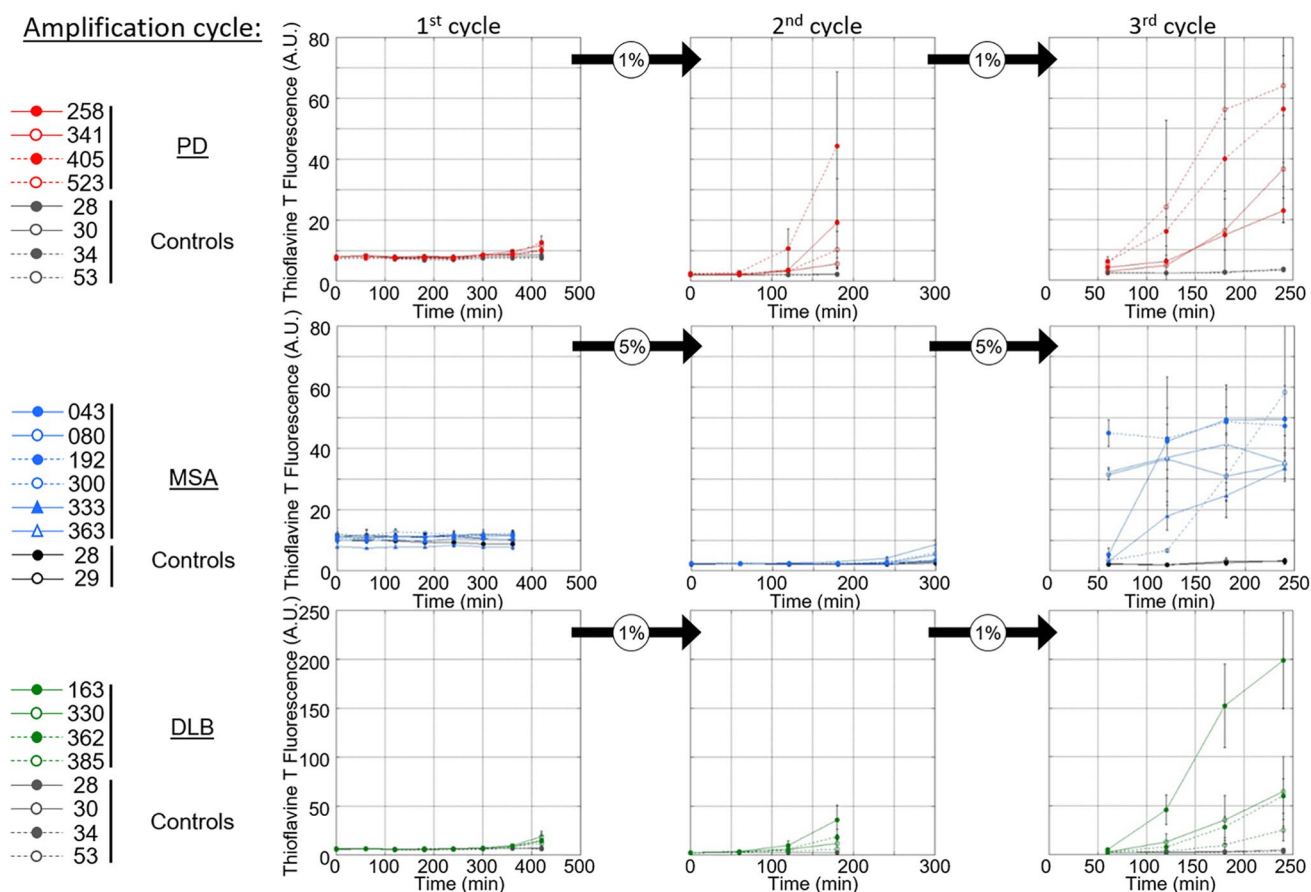 Amplification cycle:
1st cycle
2nd cycle
3rd cycle
1%
1%
258
341
405
523
PD
28
30
34
53
Controls
Thioflavine T Fluorescence (A.U.)
80
60
40
20
0
0 100 200 300 400 500
Time (min)
0 100 200 300
Time (min)
0 50 100 150 200 250
Time (min)
5%
5%
043
080
192
300
333
363
MSA
28
29
Controls
Thioflavine T Fluorescence (A.U.)
80
60
40
20
0
0 100 200 300 400 500
Time (min)
0 100 200 300
Time (min)
0 50 100 150 200 250
Time (min)
1%
1%
163
330
362
385
DLB
28
30
34
53
Controls
Thioflavine T Fluorescence (A.U.)
250
200
150
100
50
0
0 100 200 300 400 500
Time (min)
0 100 200 300 400
Time (min)
0 50 100 150 200 250
Time (min)